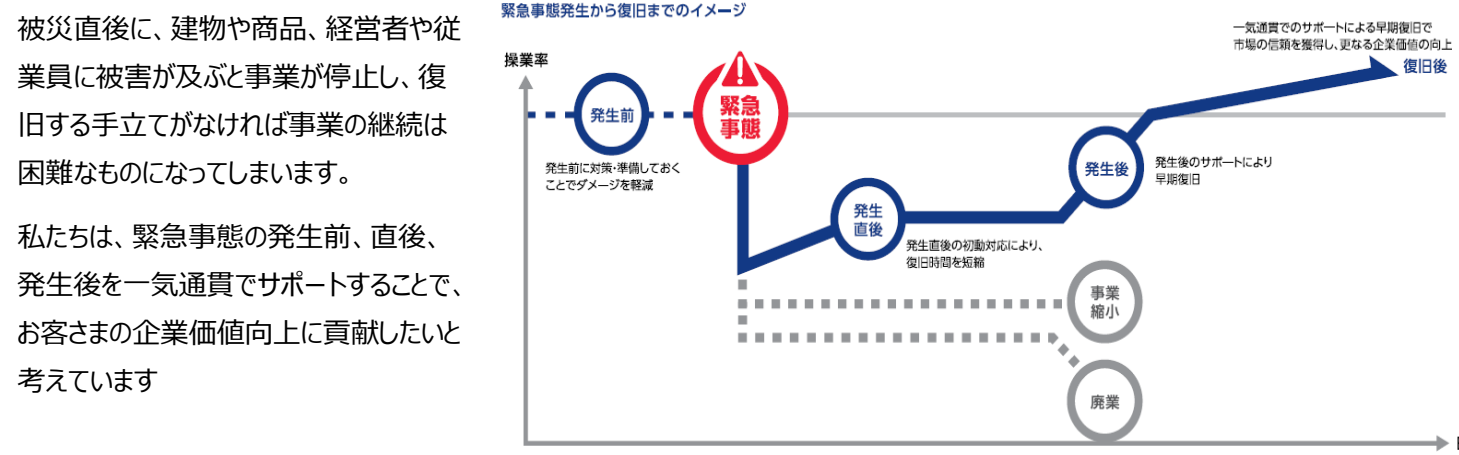 被災直後に、建物や商品、経営者や従
業員に被害が及ぶと事業が停止し、復
旧する手立てがなければ事業の継続は
困難なものになってしまいます。
私たちは、緊急事態の発生前、直後、
発生後を一気通貫でサポートすることで、
お客さまの企業価値向上に貢献したいと
考えています
緊急事態発生から復旧までのイメージ
操業率
発生前
発生前に対策・準備しておく
ことでダメージを軽減
緊急
事態
発生
直後
発生直後の初動対応により、
復旧時間を短縮
発生後
発生後のサポートにより
早期復旧
一気通貫でのサポートによる早期復旧で
市場の信頼を獲得し、更なる企業価値の向上
復旧後
事業
縮小
廃業